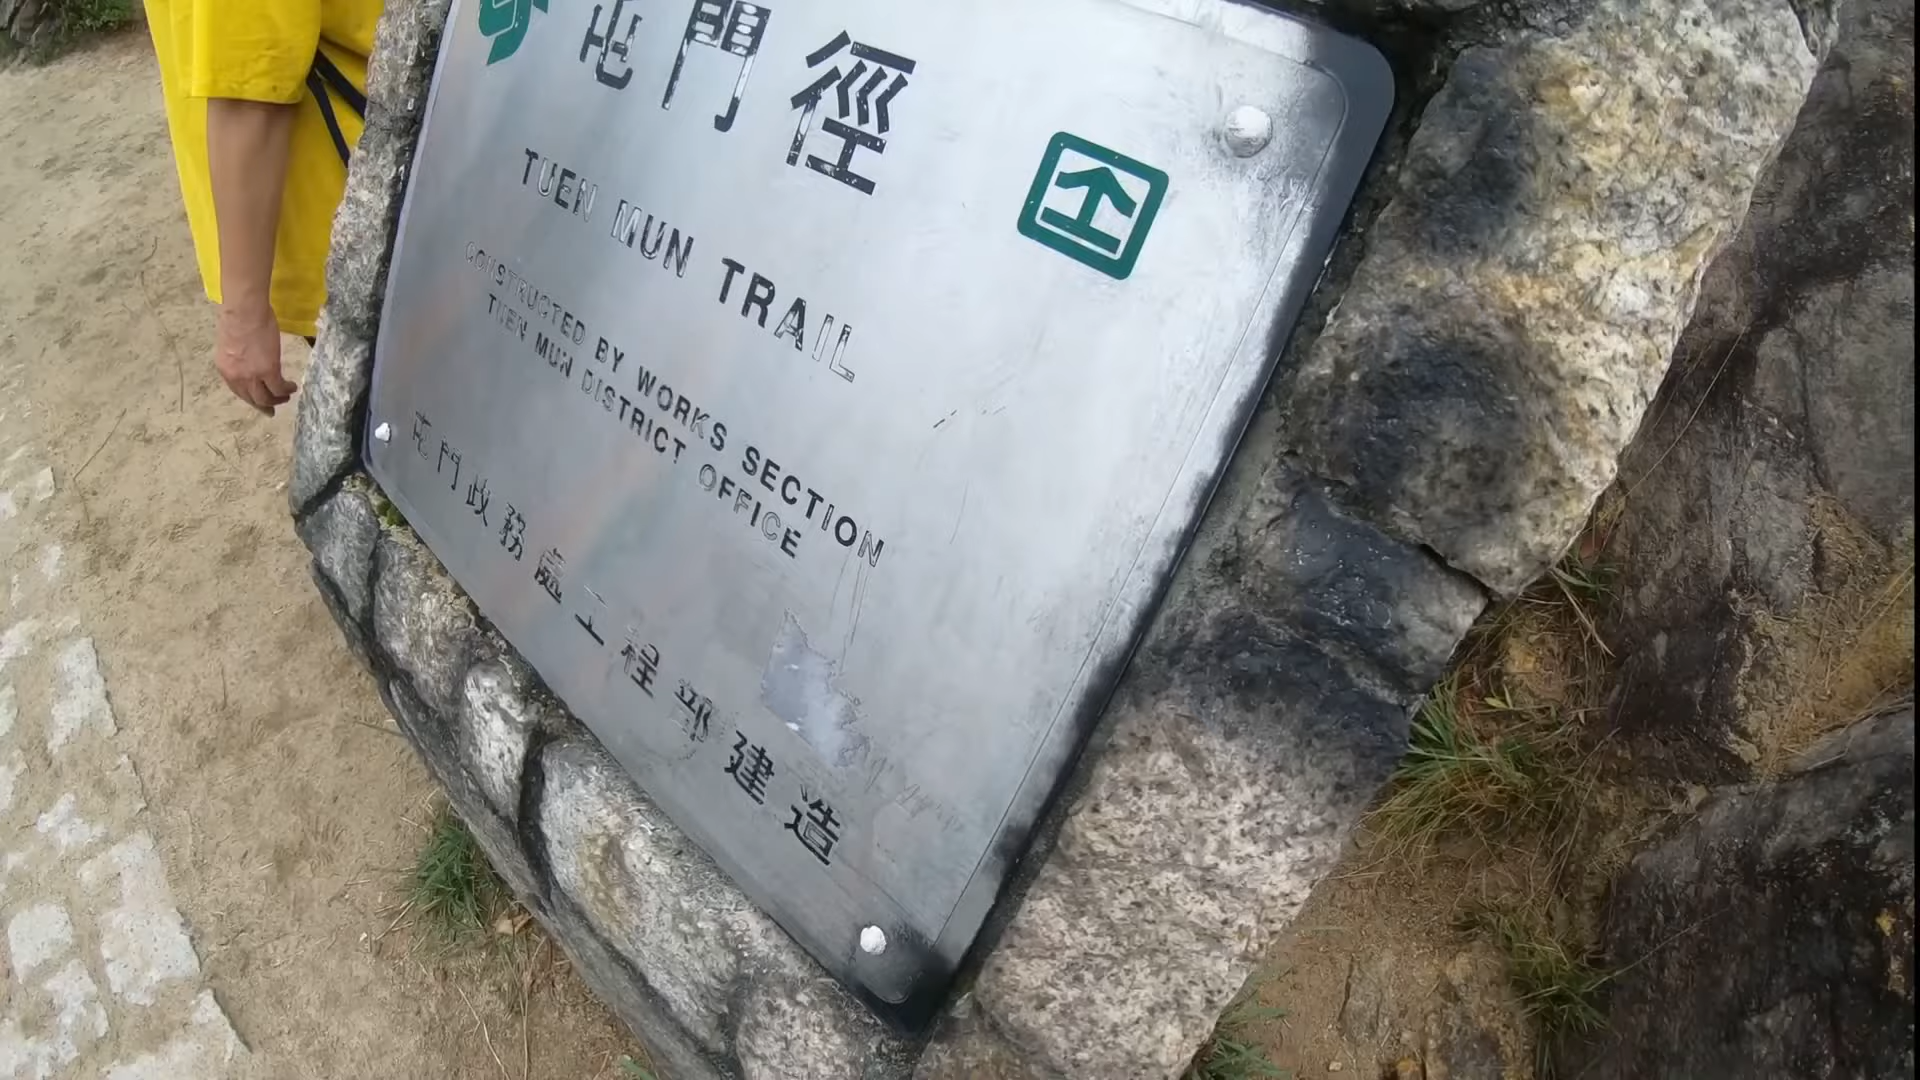 屯門徑
TUEN MUN TRAIL
CONSTRUCTED BY WORKS SECTION
TUEN MUN DISTRICT OFFICE
屯門政務處工程部建造